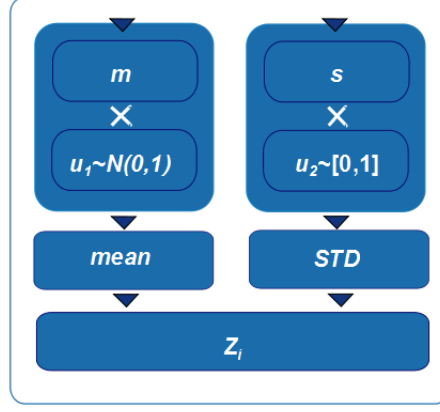 m
s
×
×
u₁~N(0,1)
u₂~[0,1]
mean
STD
Zᵢ